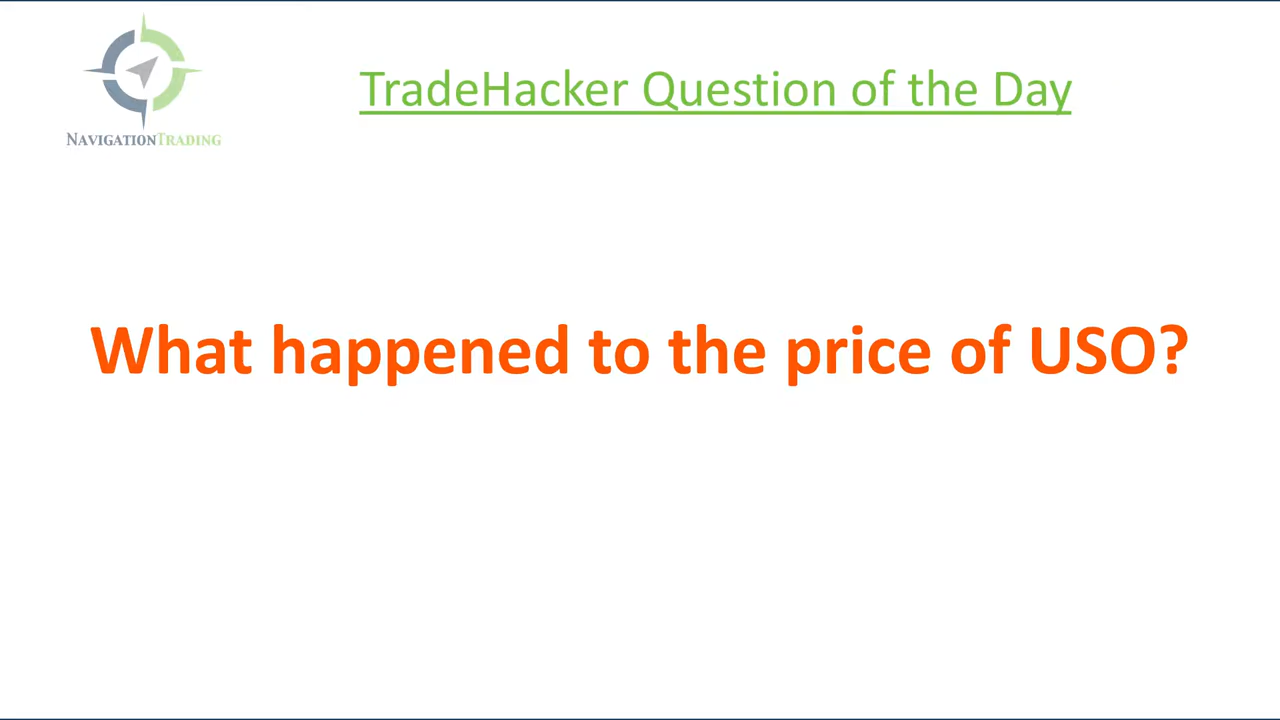 TradeHacker Question of the Day
NAVIGATIONTRADING
What happened to the price of USO?